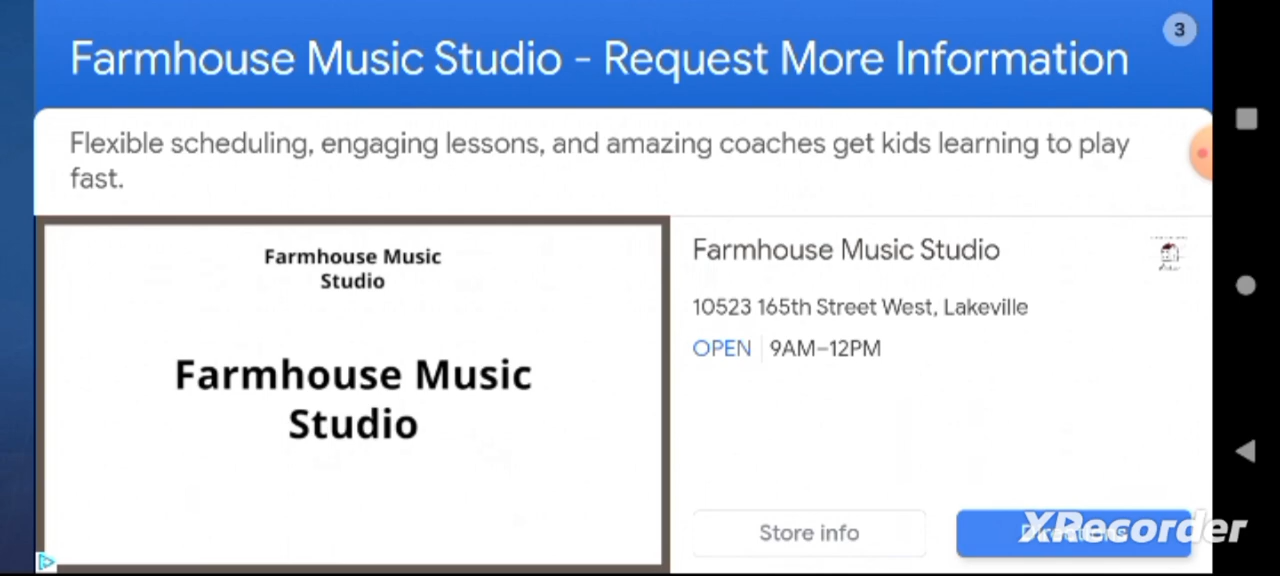 3
Farmhouse Music Studio - Request More Information
Flexible scheduling, engaging lessons, and amazing coaches get kids learning to play
fast.
Farmhouse Music
Studio
Farmhouse Music
Studio
Farmhouse Music Studio
10523 165th Street West, Lakeville
OPEN 9AM–12PM
Store info
Directions
XRecorder